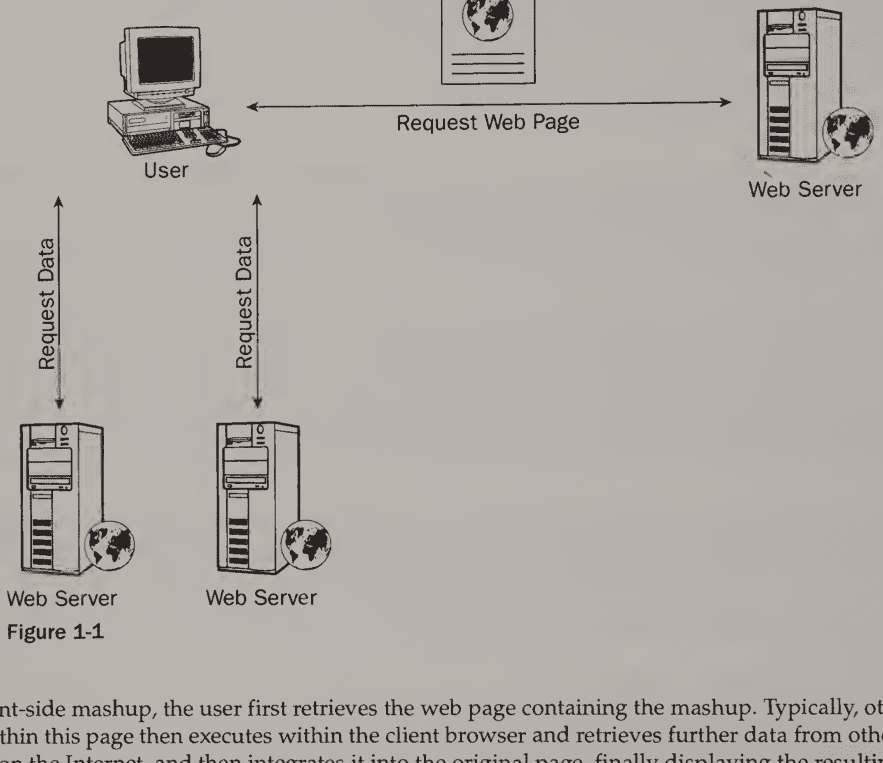 Request Web Page
User
Web Server
Request Data
Request Data
Web Server
Web Server
Figure 1-1
nt-side mashup, the user first retrieves the web page containing the mashup. Typically, ot
thin this page then executes within the client browser and retrieves further data from othe
on the Internet, and then integrates it into the original page, finally displaying the resultin